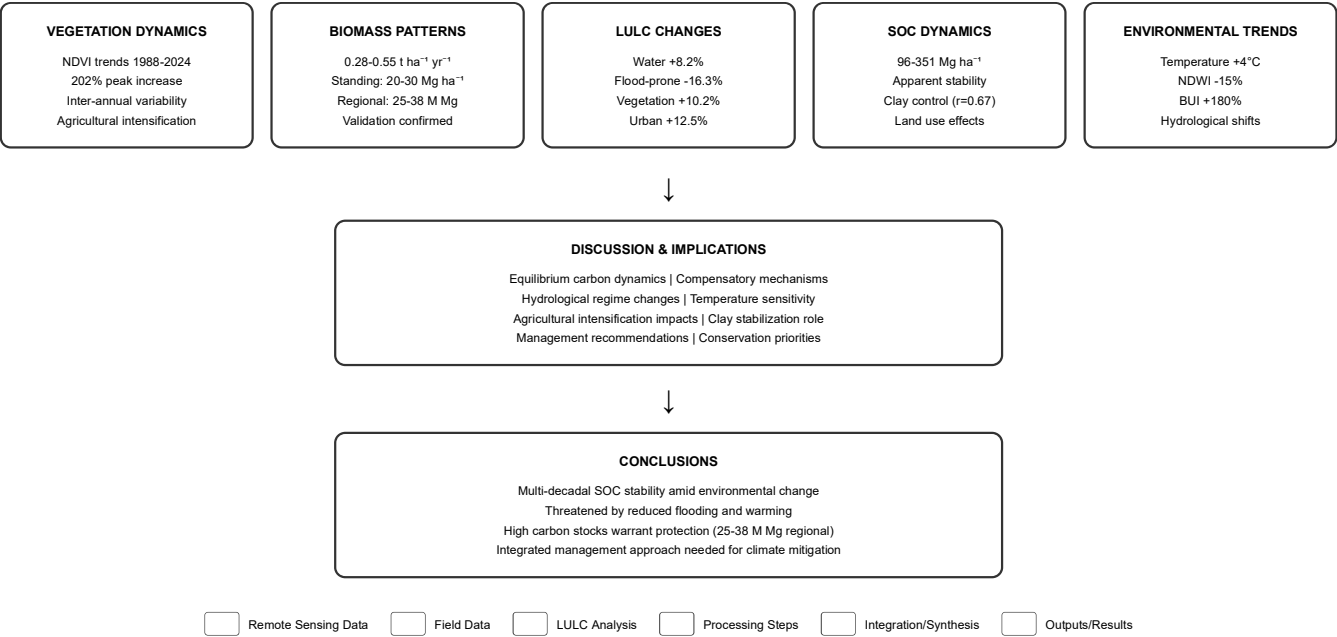 VEGETATION DYNAMICS
NDVI trends 1988-2024
202% peak increase
Inter-annual variability
Agricultural intensification
BIOMASS PATTERNS
0.28-0.55 t ha⁻¹ yr⁻¹
Standing: 20-30 Mg ha⁻¹
Regional: 25-38 M Mg
Validation confirmed
LULC CHANGES
Water +8.2%
Flood-prone -16.3%
Vegetation +10.2%
Urban +12.5%
SOC DYNAMICS
96-351 Mg ha⁻¹
Apparent stability
Clay control (r=0.67)
Land use effects
ENVIRONMENTAL TRENDS
Temperature +4°C
NDWI -15%
BUI +180%
Hydrological shifts
DISCUSSION & IMPLICATIONS
Equilibrium carbon dynamics | Compensatory mechanisms
Hydrological regime changes | Temperature sensitivity
Agricultural intensification impacts | Clay stabilization role
Management recommendations | Conservation priorities
CONCLUSIONS
Multi-decadal SOC stability amid environmental change
Threatened by reduced flooding and warming
High carbon stocks warrant protection (25-38 M Mg regional)
Integrated management approach needed for climate mitigation
Remote Sensing Data
Field Data
LULC Analysis
Processing Steps
Integration/Synthesis
Outputs/Results